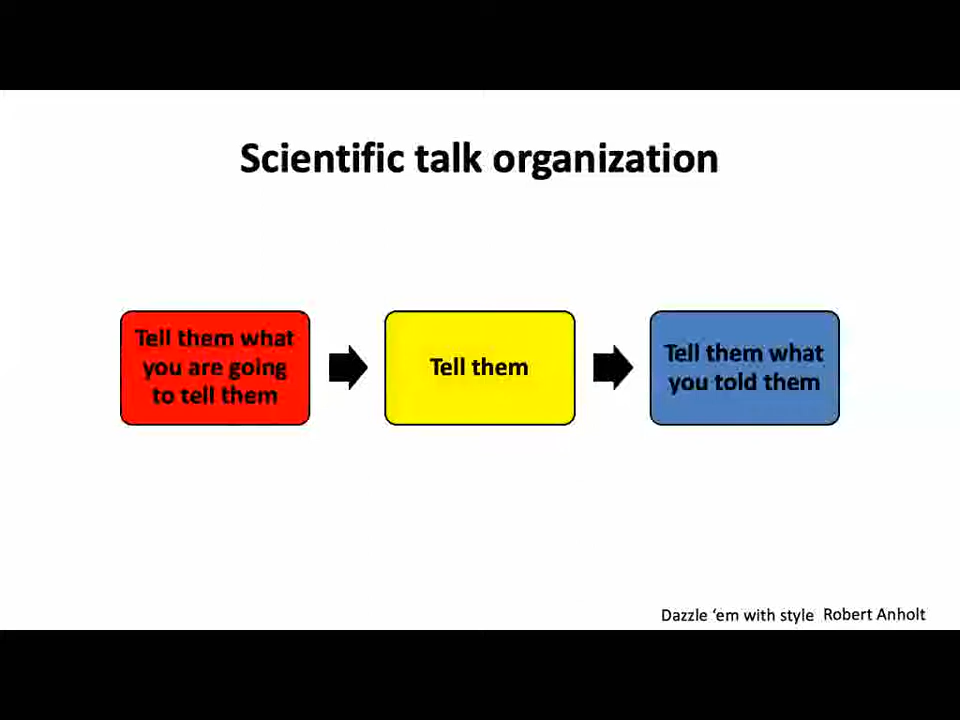 Scientific talk organization
Tell them what
you are going
to tell them
Tell them
Tell them what
you told them
Dazzle ‘em with style Robert Anholt